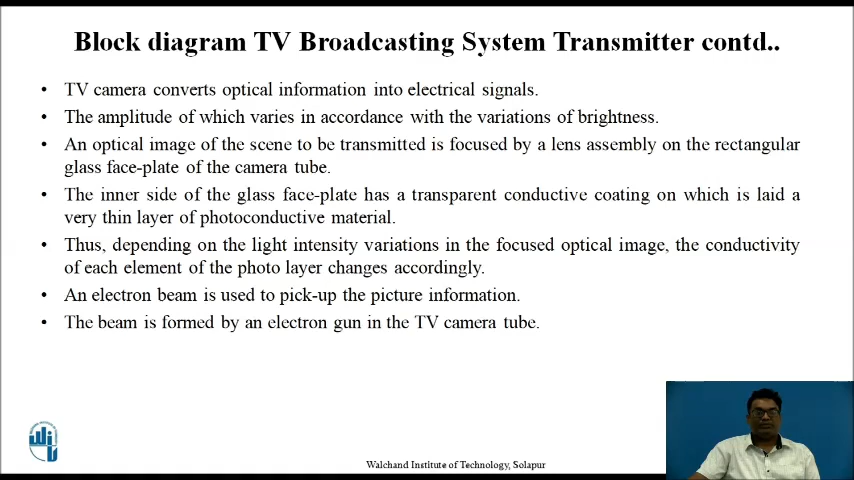 Block diagram TV Broadcasting System Transmitter contd..
• TV camera converts optical information into electrical signals.
• The amplitude of which varies in accordance with the variations of brightness.
• An optical image of the scene to be transmitted is focused by a lens assembly on the rectangular
glass face-plate of the camera tube.
• The inner side of the glass face-plate has a transparent conductive coating on which is laid a
very thin layer of photoconductive material.
• Thus, depending on the light intensity variations in the focused optical image, the conductivity
of each element of the photo layer changes accordingly.
• An electron beam is used to pick-up the picture information.
• The beam is formed by an electron gun in the TV camera tube.
Walchand Institute of Technology, Solapur